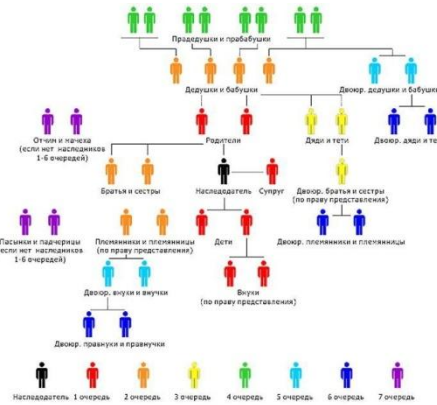 Прадедушки и прабабушки
Дедушки и бабушки
Двоюр. дедушки и бабушки
Отчим и мачеха
(если нет наследников
1-6 очередей)
Родители
Дяди и тети
Двоюр. дяди и те
Братья и сестры
Наследодатель
Супруг
Двоюр. братья и сестры
(по праву представления)
Пасынки и падчерицы
(если нет наследников
1-6 очередей)
Племянники и племянницы
(по праву представления)
Дети
Двоюр. племянники и племянницы
Двоюр. внуки и внучки
Внуки
(по праву представления)
Двоюр. правнуки и правнучки
Наследодатель 1 очередь 2 очередь 3 очередь 4 очередь 5 очередь 6 очередь 7 очередь